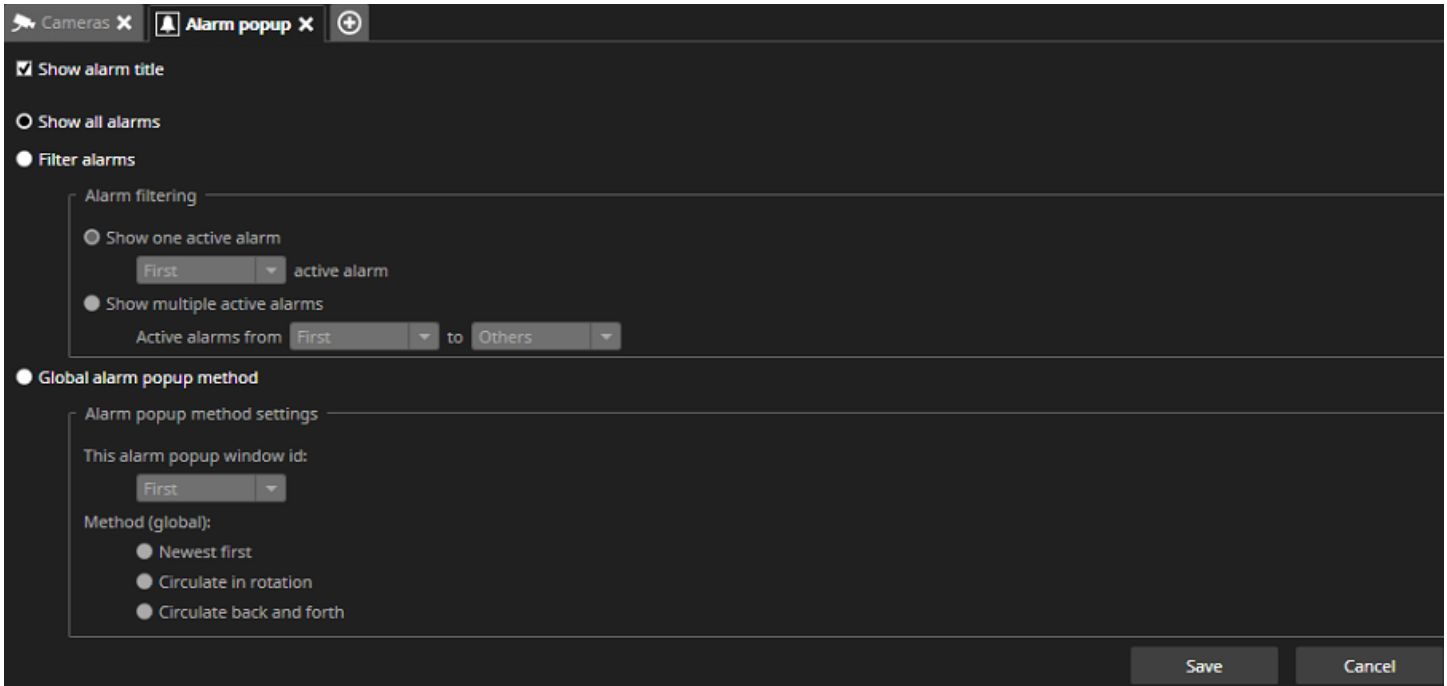 Cameras Alarm popup
Show alarm title
Show all alarms
Filter alarms
Alarm filtering
Show one active alarm
First active alarm
Show multiple active alarms
Active alarms from First to Others
Global alarm popup method
Alarm popup method settings
This alarm popup window id:
First
Method (global):
Newest first
Circulate in rotation
Circulate back and forth
Save Cancel